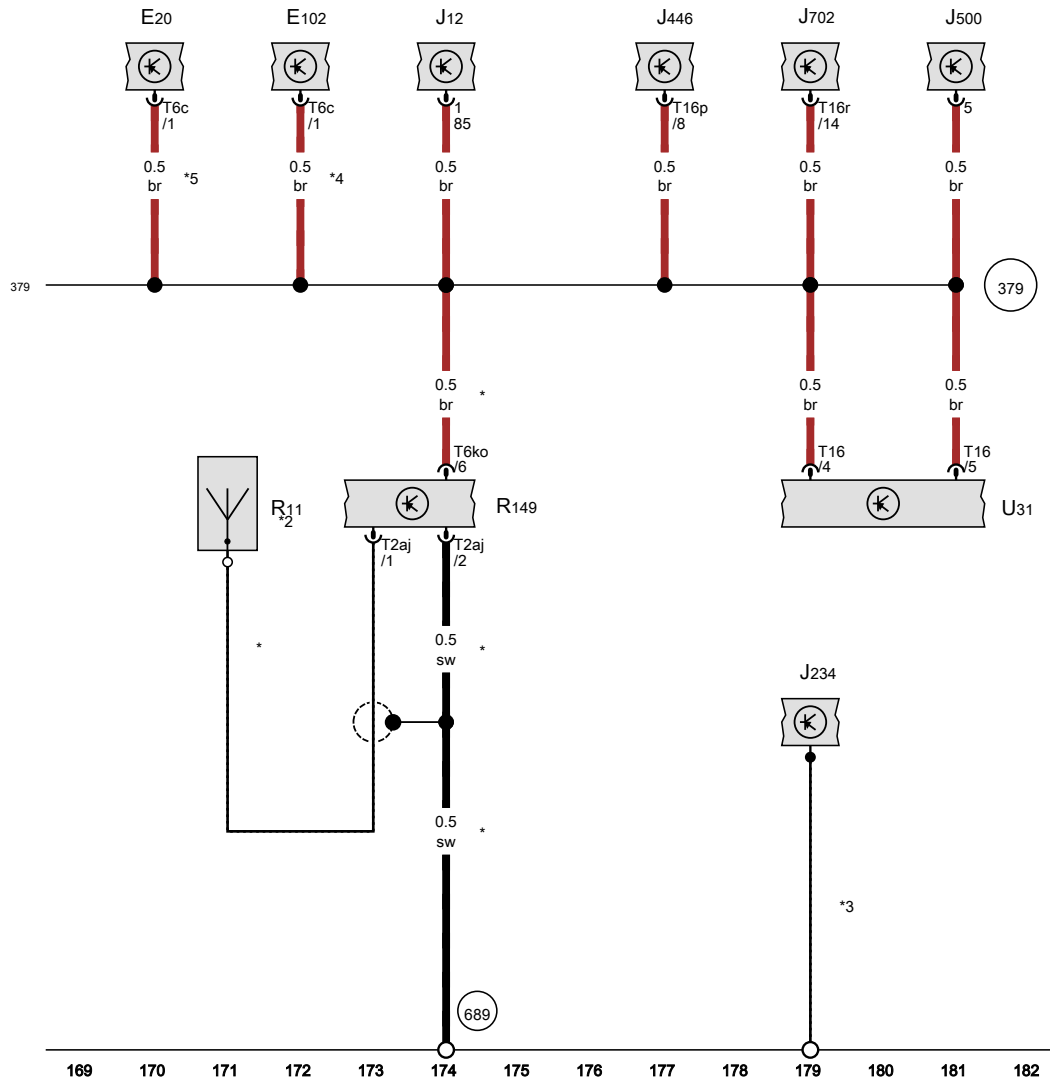 E20 E102 J12 J446 J702 J500
T6c T6c 1 T16p T16r 5
/1 /1 85 /8 /14
0.5 0.5 0.5 0.5 0.5 0.5
br *5 br *4 br br br br
379 379
0.5 0.5 0.5
br * br br
T6ko T16 T16
/6 /4 /5
R11 R149 U31
*2
T2aj T2aj
/1 /2
* 0.5
sw *
J234
0.5
sw *
*3
689
169 170 171 172 173 174 175 176 177 178 179 180 181 182